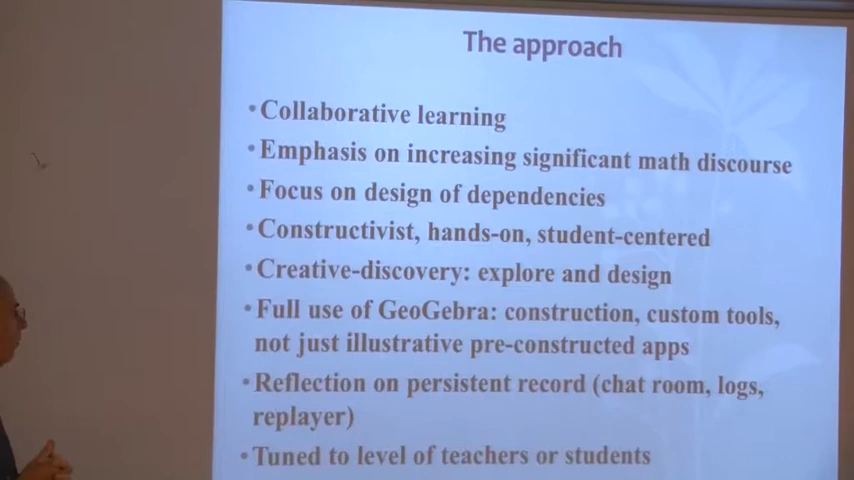 The approach
•Collaborative learning
•Emphasis on increasing significant math discourse
•Focus on design of dependencies
•Constructivist, hands-on, student-centered
•Creative-discovery: explore and design
•Full use of GeoGebra: construction, custom tools,
not just illustrative pre-constructed apps
•Reflection on persistent record (chat room, logs,
replayer)
•Tuned to level of teachers or students